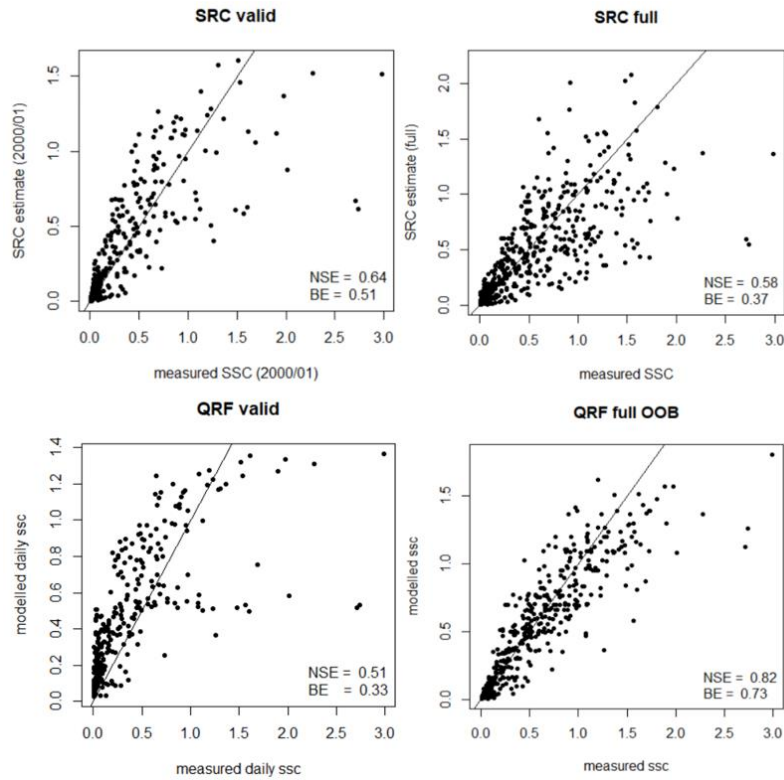 SRC valid
SRC estimate (2000/01)
1.5
1.0
0.5
0.0
NSE = 0.64
BE = 0.51
0.0 0.5 1.0 1.5 2.0 2.5 3.0
measured SSC (2000/01)
SRC full
SRC estimate (full)
2.0
1.5
1.0
0.5
0.0
NSE = 0.58
BE = 0.37
0.0 0.5 1.0 1.5 2.0 2.5 3.0
measured SSC
QRF valid
modelled daily ssc
1.4
1.2
1.0
0.8
0.6
0.4
0.2
0.0
NSE = 0.51
BE = 0.33
0.0 0.5 1.0 1.5 2.0 2.5 3.0
measured daily ssc
QRF full OOB
modelled ssc
1.5
1.0
0.5
0.0
NSE = 0.82
BE = 0.73
0.0 0.5 1.0 1.5 2.0 2.5 3.0
measured ssc